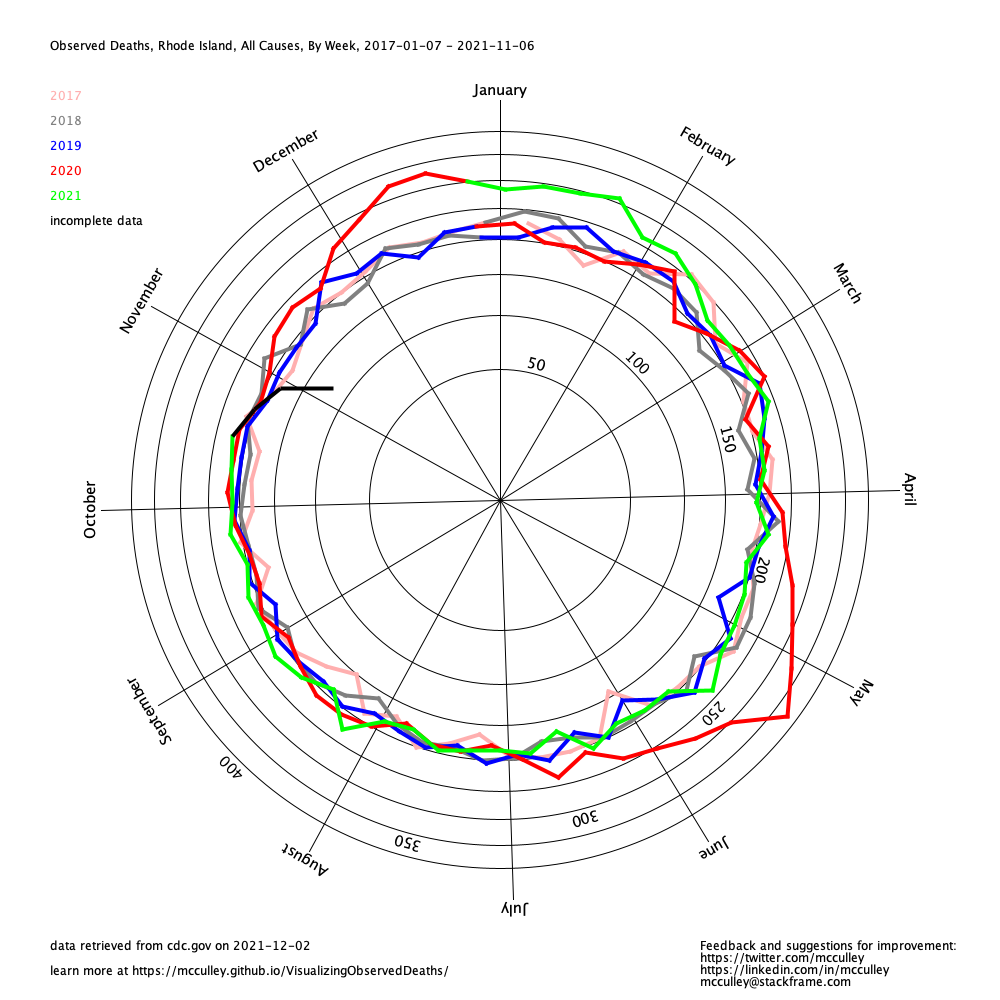 Observed Deaths, Rhode Island, All Causes, By Week, 2017-01-07 - 2021-11-06
2017
2018
2019
2020
2021
incomplete data
January
February
March
April
May
June
July
August
September
October
November
December
50
100
150
200
250
300
350
400
data retrieved from cdc.gov on 2021-12-02
learn more at https://mcculley.github.io/VisualizingObservedDeaths/
Feedback and suggestions for improvement:
https://twitter.com/mcculley
https://linkedin.com/in/mcculley
mcculley@stackframe.com